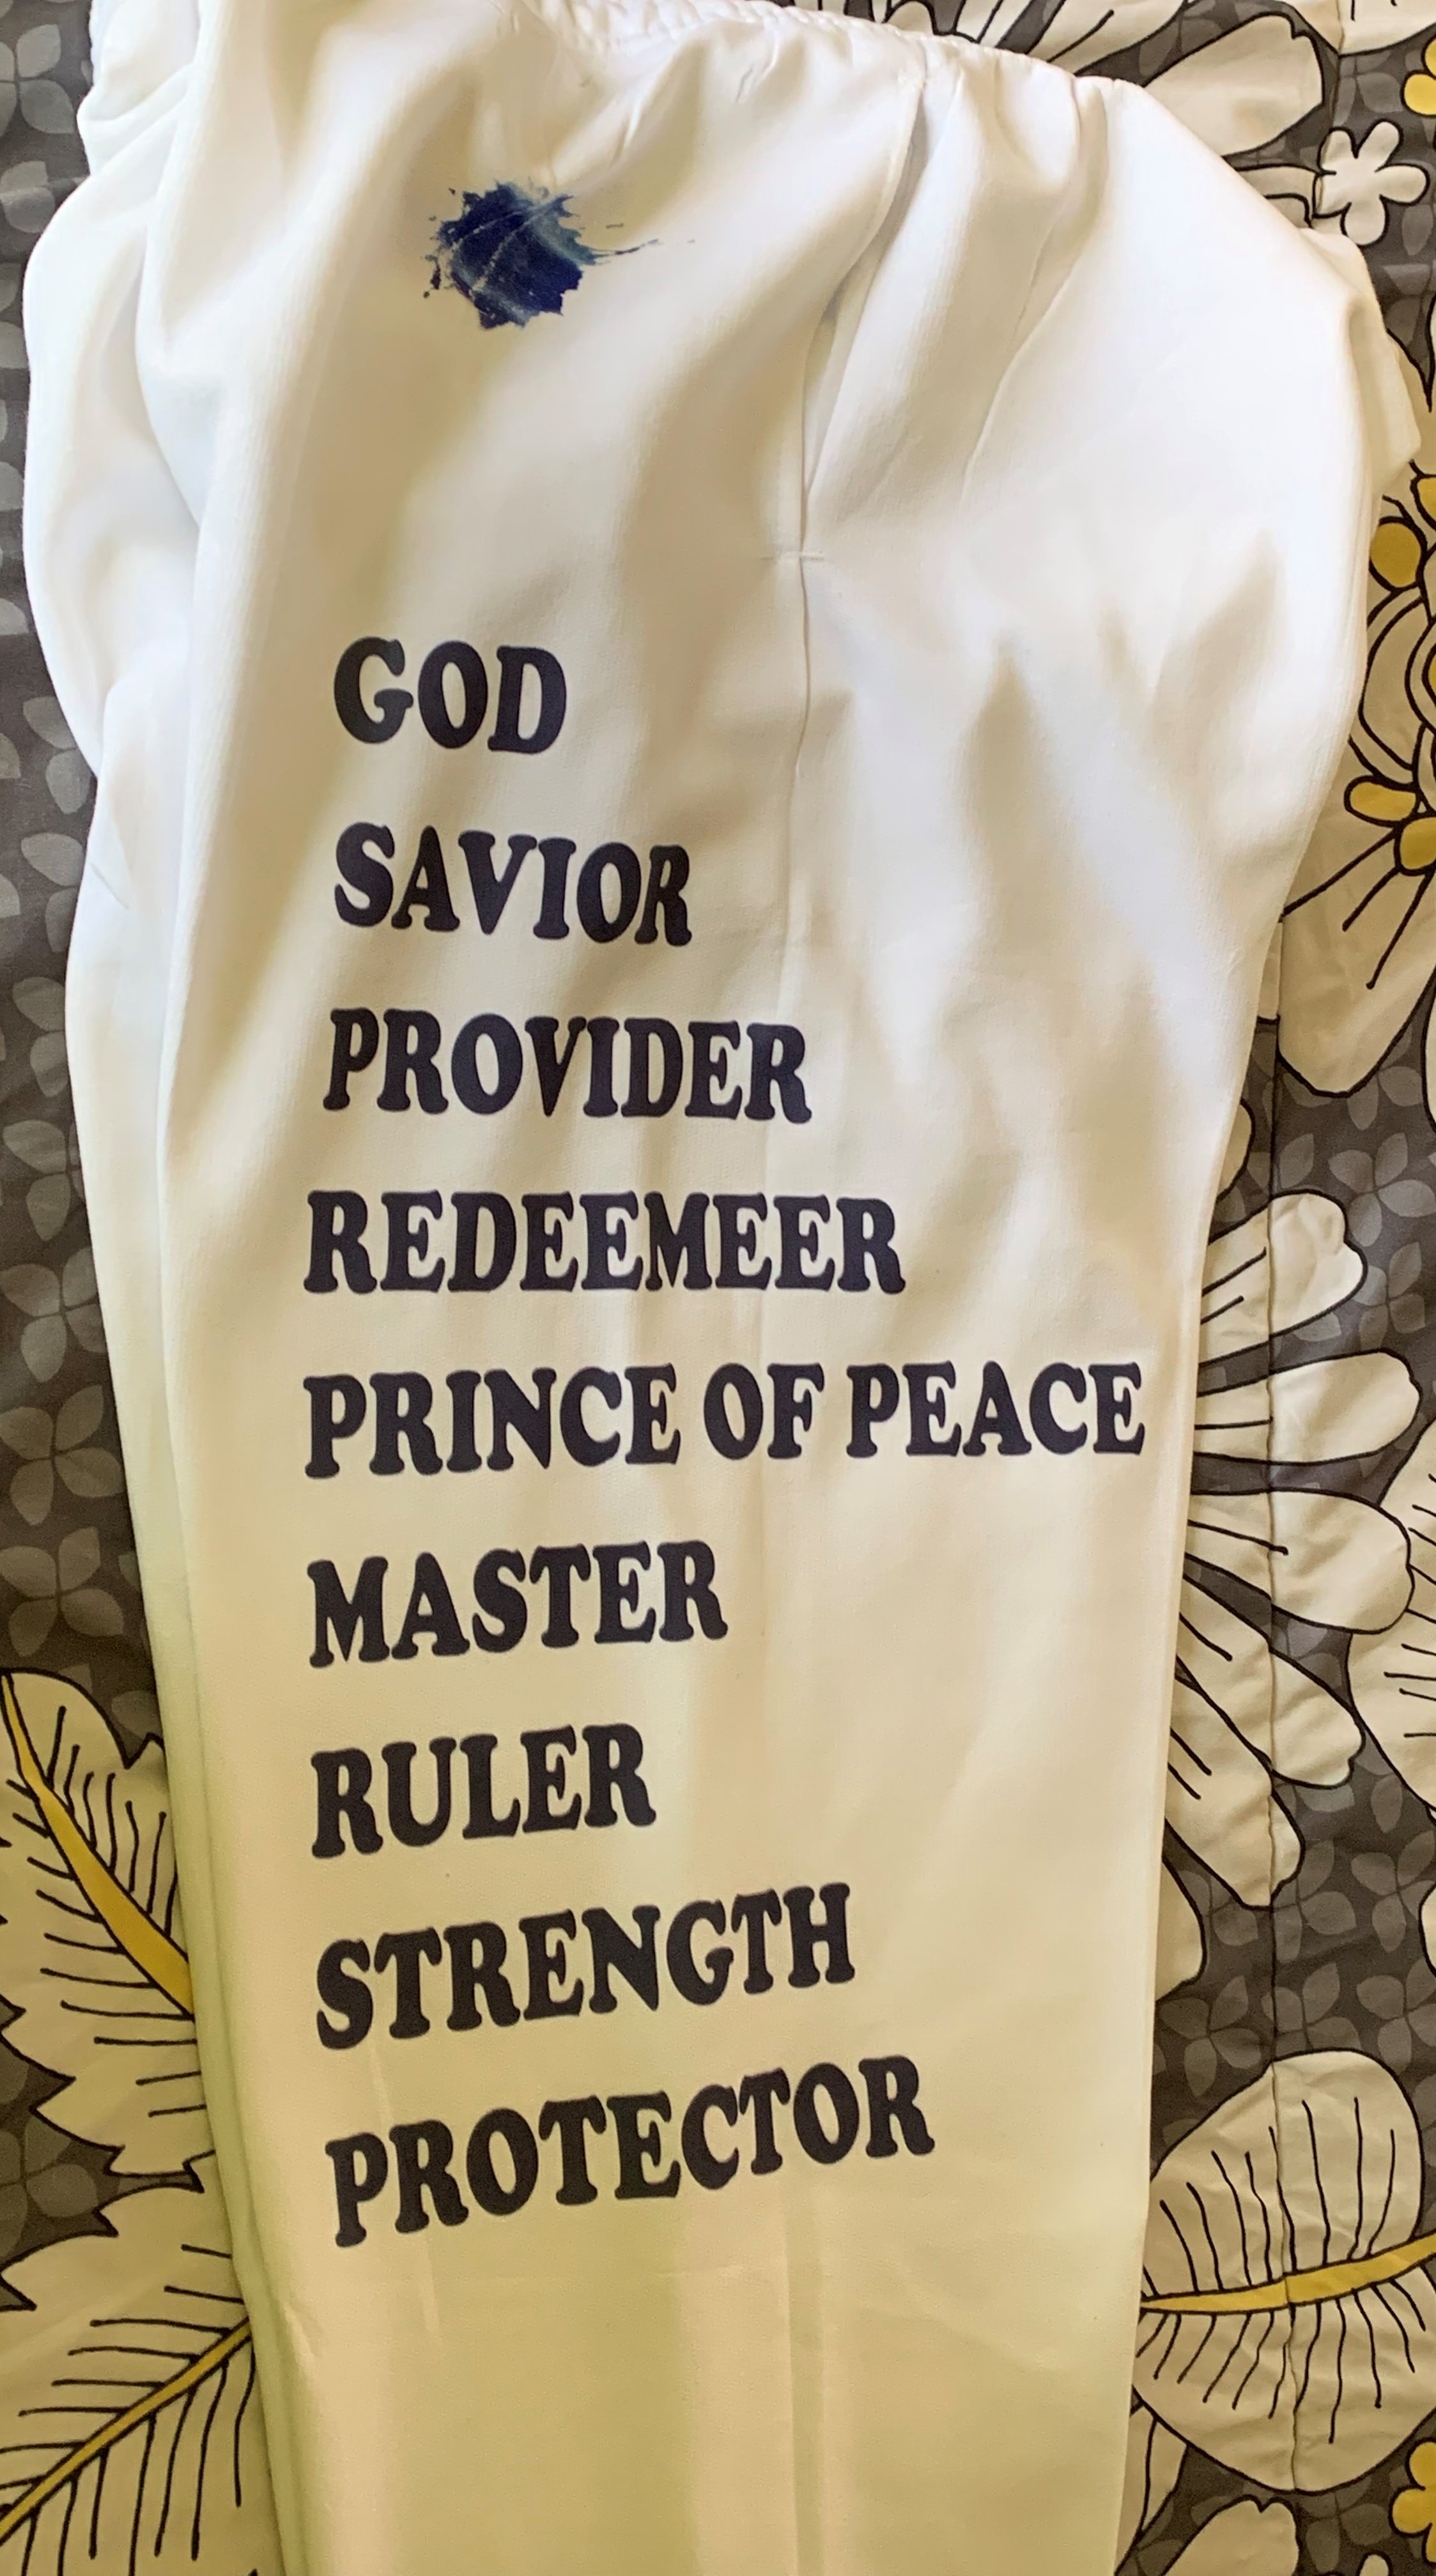 GOD
SAVIOR
PROVIDER
REDEEMEER
PRINCE OF PEACE
MASTER
RULER
STRENGTH
PROTECTOR